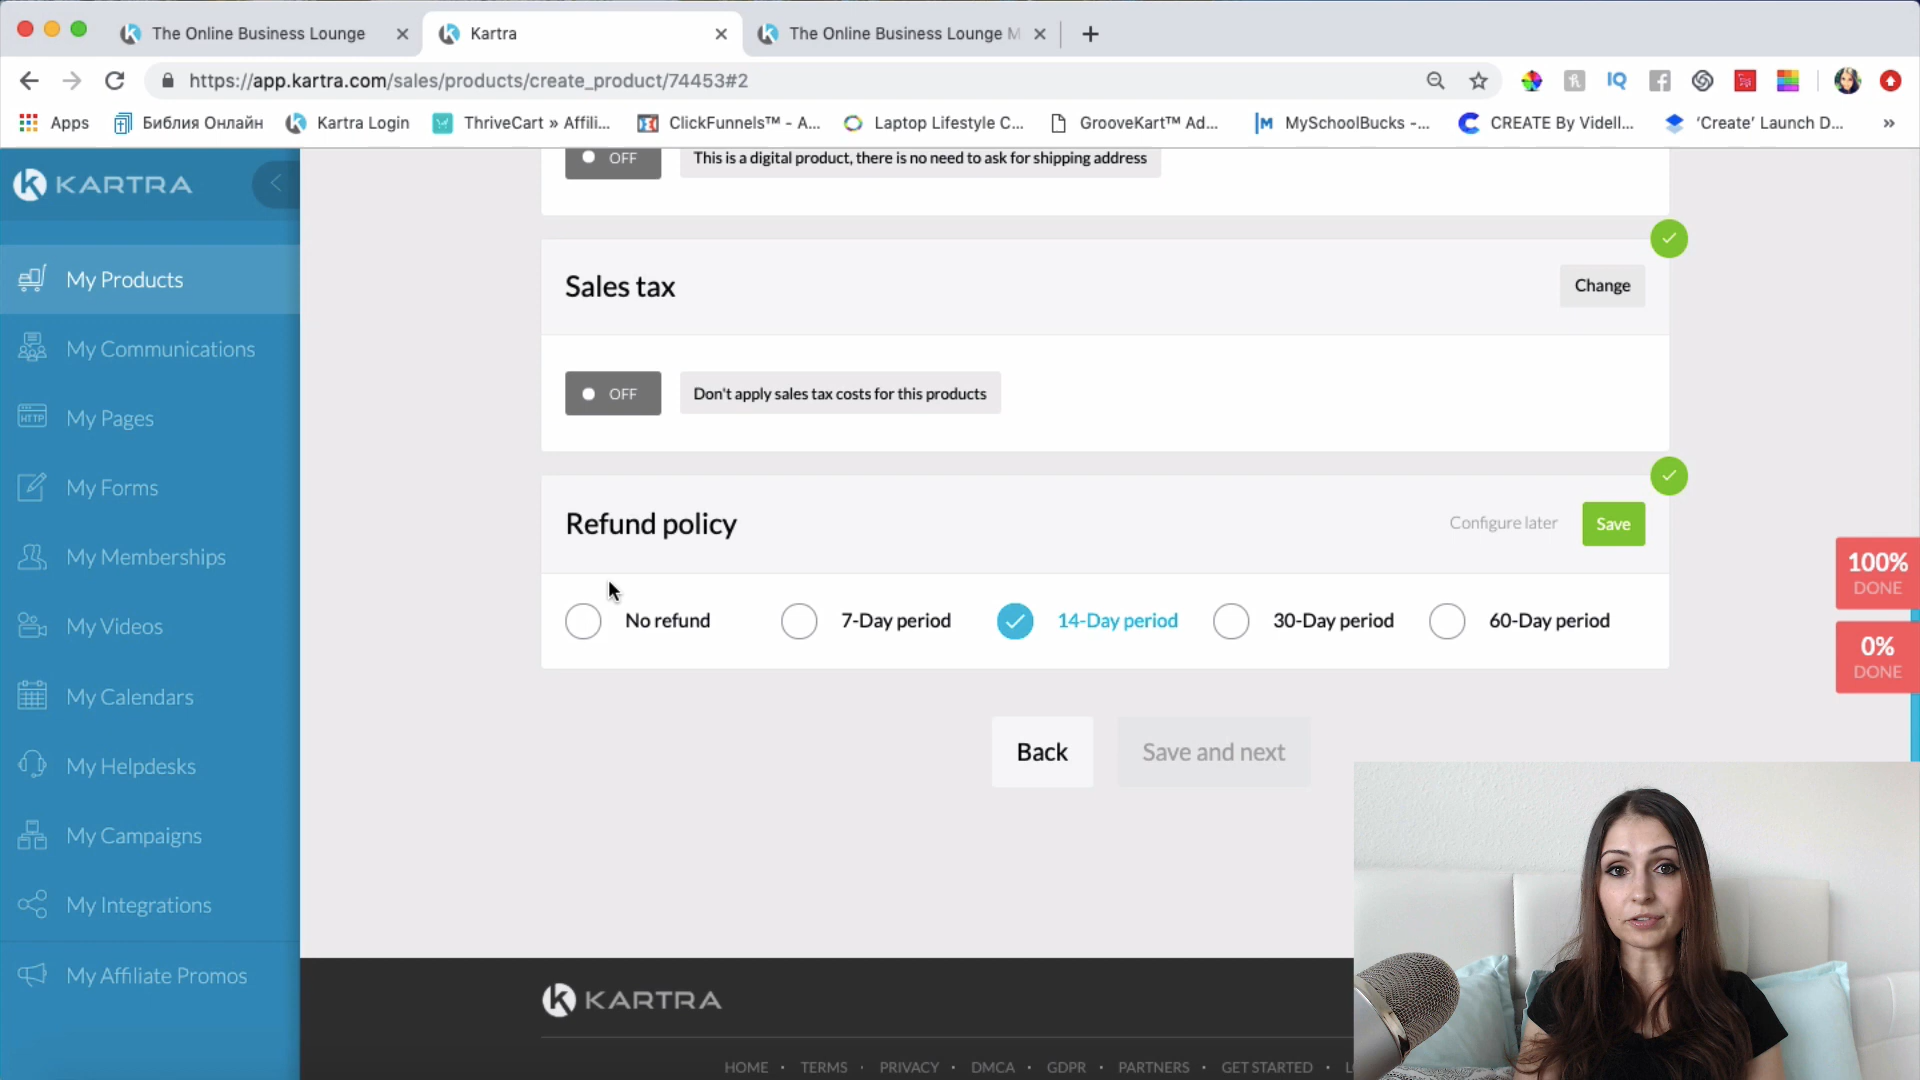 The Online Business Lounge
Kartra
The Online Business Lounge M
https://app.kartra.com/sales/products/create_product/74453#2
Apps
Библия Онлайн
Kartra Login
ThriveCart » Affili...
ClickFunnels™ - A...
Laptop Lifestyle C...
GrooveKart™ Ad...
MySchoolBucks -...
CREATE By Videll...
'Create' Launch D...
»
KARTRA
My Products
My Communications
My Pages
My Forms
My Memberships
My Videos
My Calendars
My Helpdesks
My Campaigns
My Integrations
My Affiliate Promos
OFF
This is a digital product, there is no need to ask for shipping address
Sales tax
Change
OFF
Don't apply sales tax costs for this products
Refund policy
Configure later
Save
No refund
7-Day period
14-Day period
30-Day period
60-Day period
Back
Save and next
100%
DONE
0%
DONE
KARTRA
HOME • TERMS • PRIVACY • DMCA • GDPR • PARTNERS • GET STARTED •